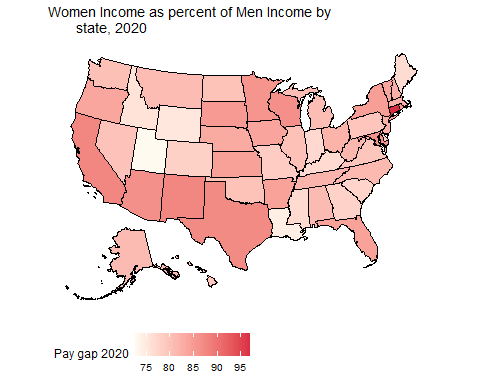 Women Income as percent of Men Income by
state, 2020
Pay gap 2020
75 80 85 90 95